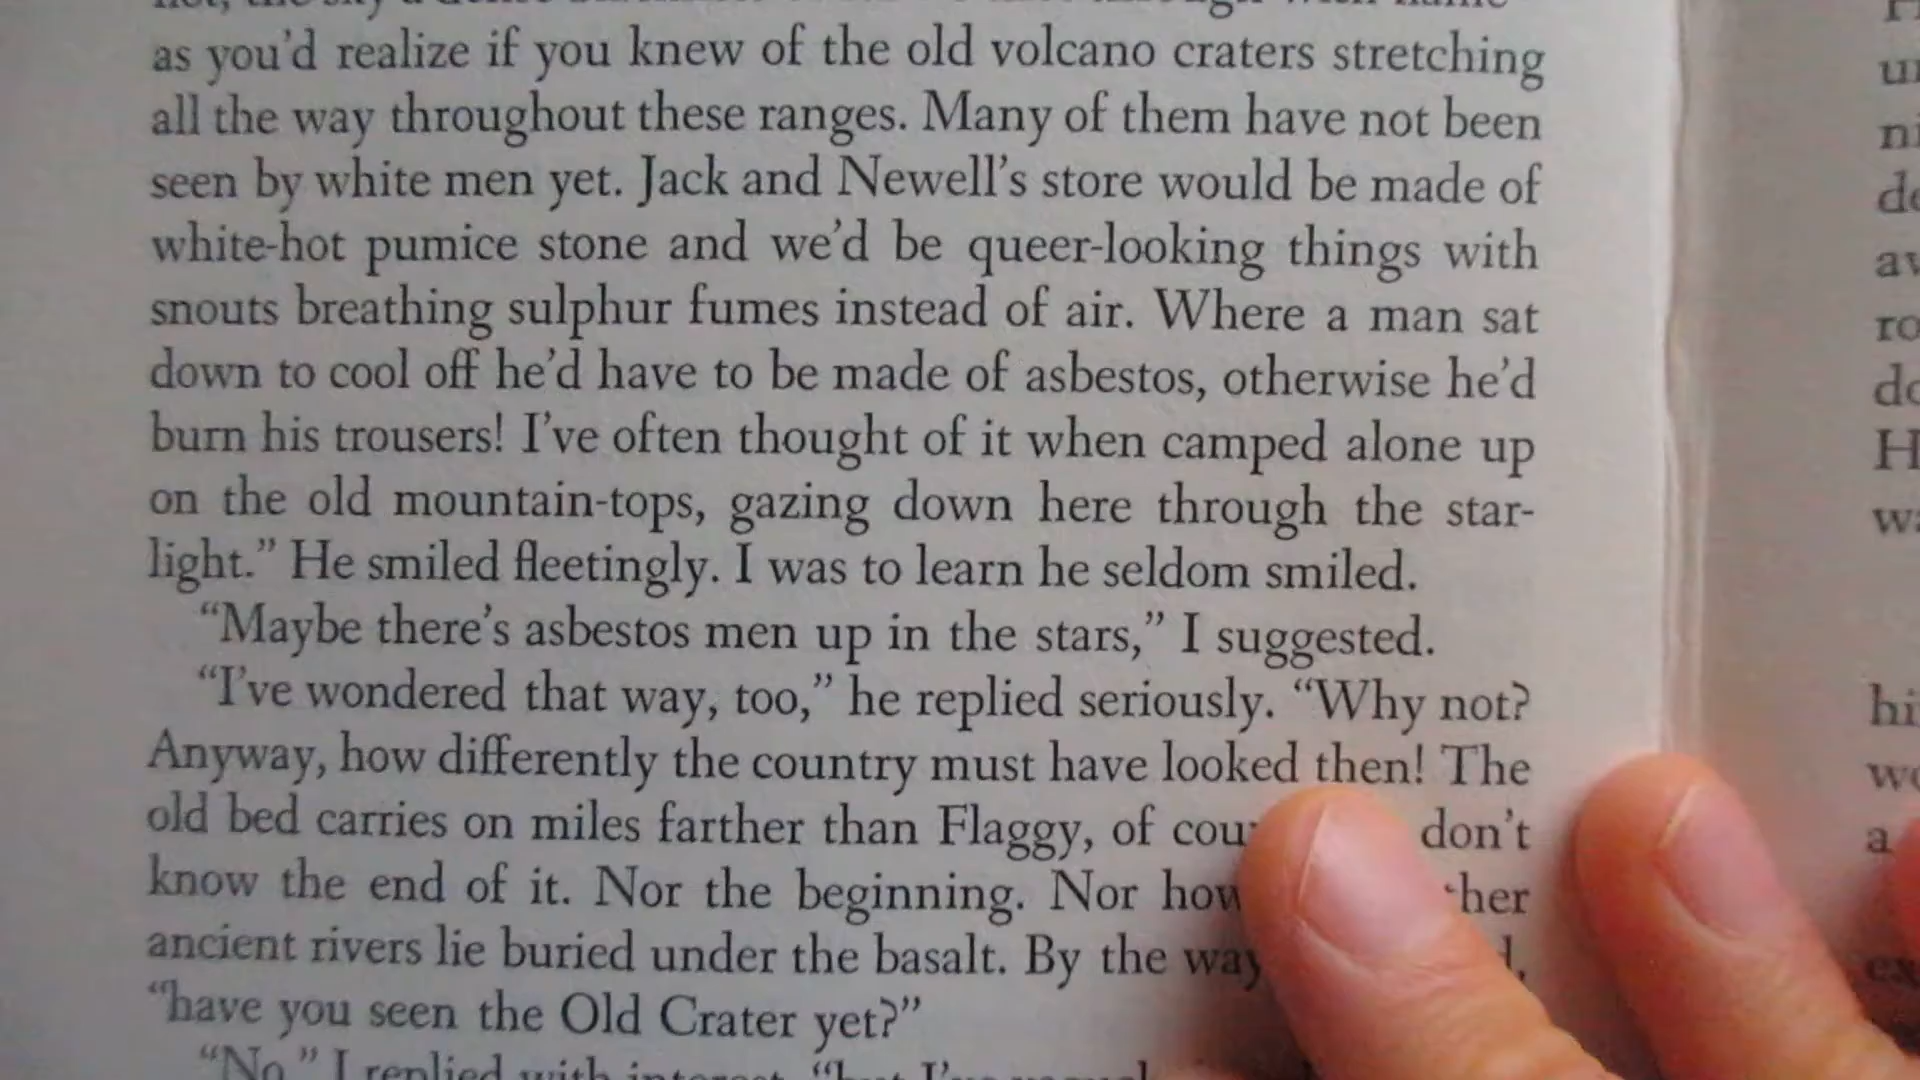 as you'd realize if you knew of the old volcano craters stretching
all the way throughout these ranges. Many of them have not been
seen by white men yet. Jack and Newell's store would be made of
white-hot pumice stone and we'd be queer-looking things with
snouts breathing sulphur fumes instead of air. Where a man sat
down to cool off he'd have to be made of asbestos, otherwise he'd
burn his trousers! I've often thought of it when camped alone up
on the old mountain-tops, gazing down here through the star-
light.” He smiled fleetingly. I was to learn he seldom smiled.
“Maybe there's asbestos men up in the stars,” I suggested.
“I've wondered that way, too,” he replied seriously. “Why not?
Anyway, how differently the country must have looked then! The
old bed carries on miles farther than Flaggy, of don't
know the end of it. Nor the beginning. Nor how
ancient rivers lie buried under the basalt. By the way
“have you seen the Old Crater yet?”
“No,” I replied with interest,